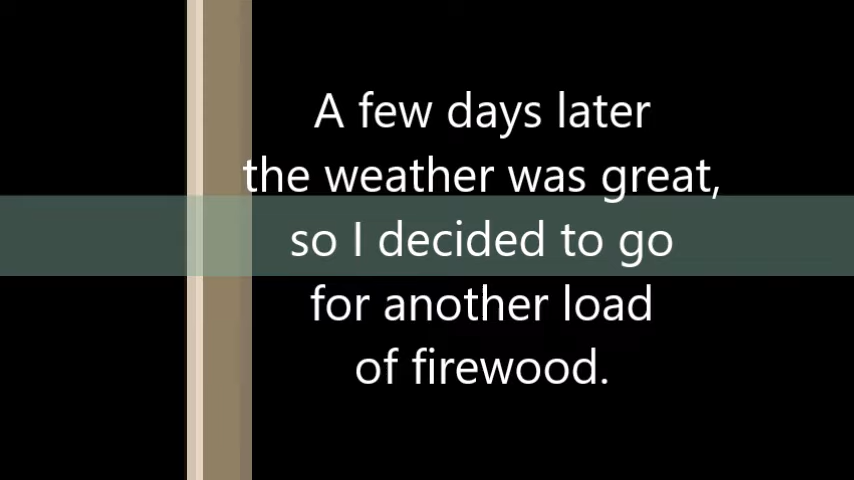 A few days later
the weather was great,
so I decided to go
for another load
of firewood.